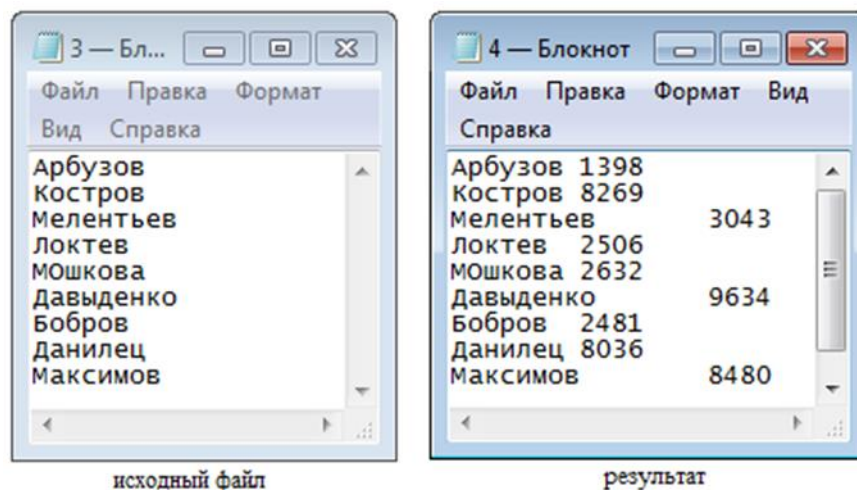 3 — Бл...
Файл Правка Формат
Вид Справка
Арбузов
Костров
Мелентьев
Локтев
МОшкова
Давыденко
Бобров
Данилец
Максимов
исходный файл
4 — Блокнот
Файл Правка Формат Вид
Справка
Арбузов 1398
Костров 8269
Мелентьев 3043
Локтев 2506
МОшкова 2632
Давыденко 9634
Бобров 2481
Данилец 8036
Максимов 8480
результат